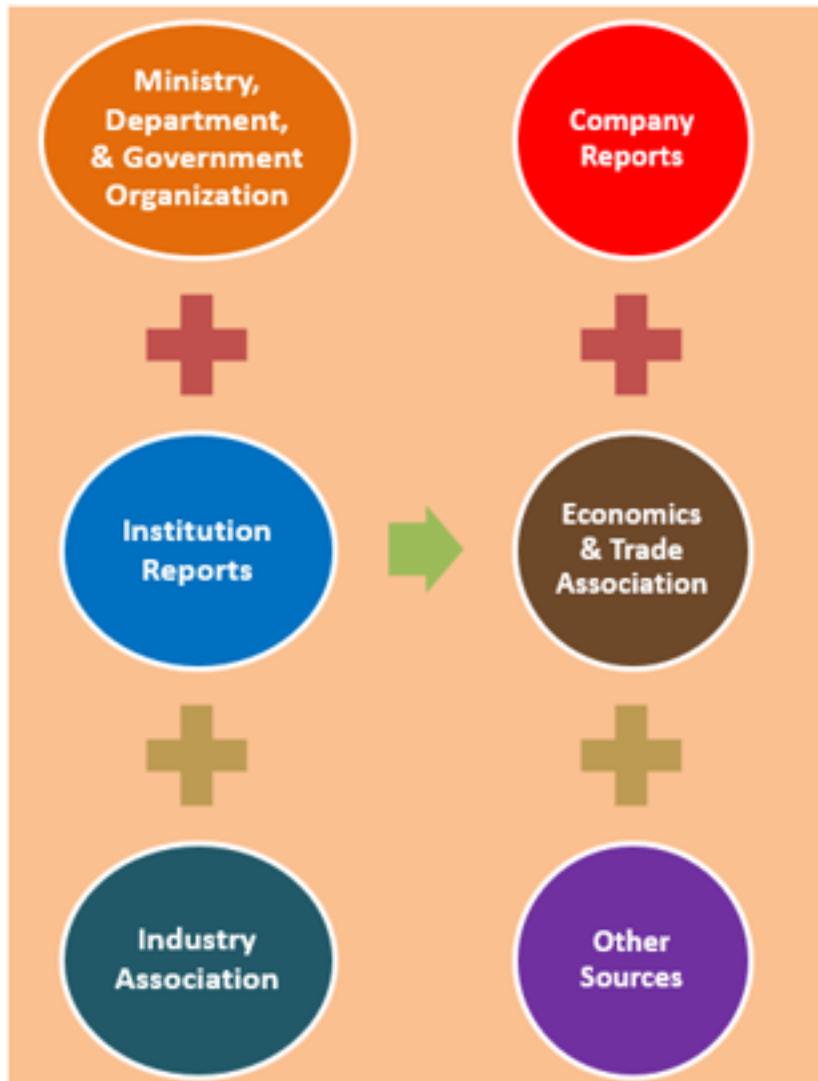 Ministry,
Department,
& Government
Organization
Company
Reports
Institution
Reports
Economics
& Trade
Association
Industry
Association
Other
Sources